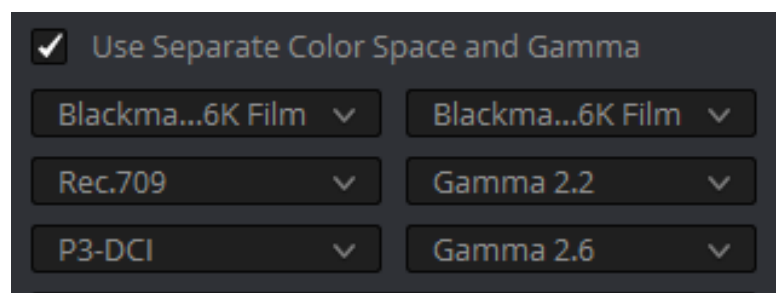 Use Separate Color Space and Gamma
Blackma...6K Film Blackma...6K Film
Rec.709 Gamma 2.2
P3-DCI Gamma 2.6